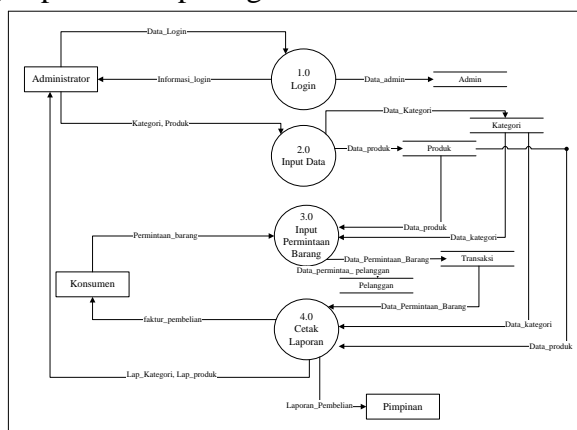 Data_Login
1.0
Login
Administrator
Informasi_login
Data_admin
Admin
Data_Kategori
Kategori, Produk
Kategori
2.0
Input Data
Data_produk
Produk
3.0
Input
Permintaan
Barang
Data_produk
Permintaan_barang
Data_kategori
Data_Permintaan_Barang
Transaksi
Data_permintaa_ pelanggan
Konsumen
Pelanggan
Data_Permintaan_Barang
4.0
Cetak
Laporan
faktur_pembelian
Data_kategori
Data_produk
Lap_Kategori, Lap_produk
Laporan_Pembelian
Pimpinan